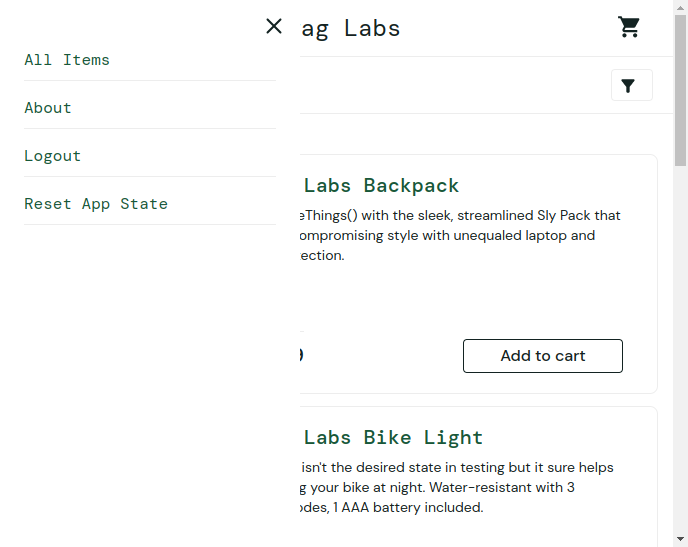 ag Labs
All Items
About
Logout
Reset App State
Labs Backpack
eThings() with the sleek, streamlined Sly Pack that
ompromising style with unequaled laptop and
ection.
9
Add to cart
Labs Bike Light
isn't the desired state in testing but it sure helps
g your bike at night. Water-resistant with 3
odes, 1 AAA battery included.